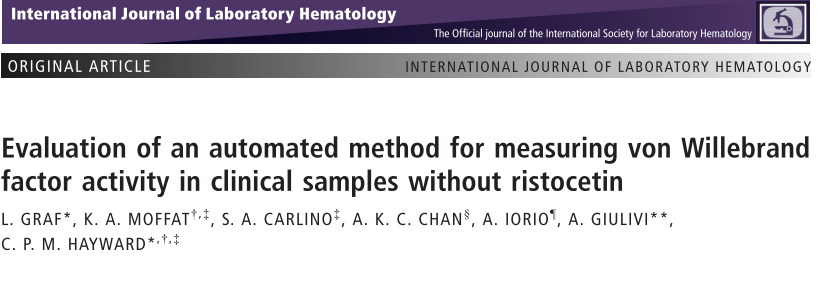 International Journal of Laboratory Hematology
The Official journal of the International Society for Laboratory Hematology
ORIGINAL ARTICLE INTERNATIONAL JOURNAL OF LABORATORY HEMATOLOGY
Evaluation of an automated method for measuring von Willebrand
factor activity in clinical samples without ristocetin
L. GRAF*, K. A. MOFFAT†,‡, S. A. CARLINO‡, A. K. C. CHAN§, A. IORIO¶, A. GIULIVI**,
C. P. M. HAYWARD*,†,‡